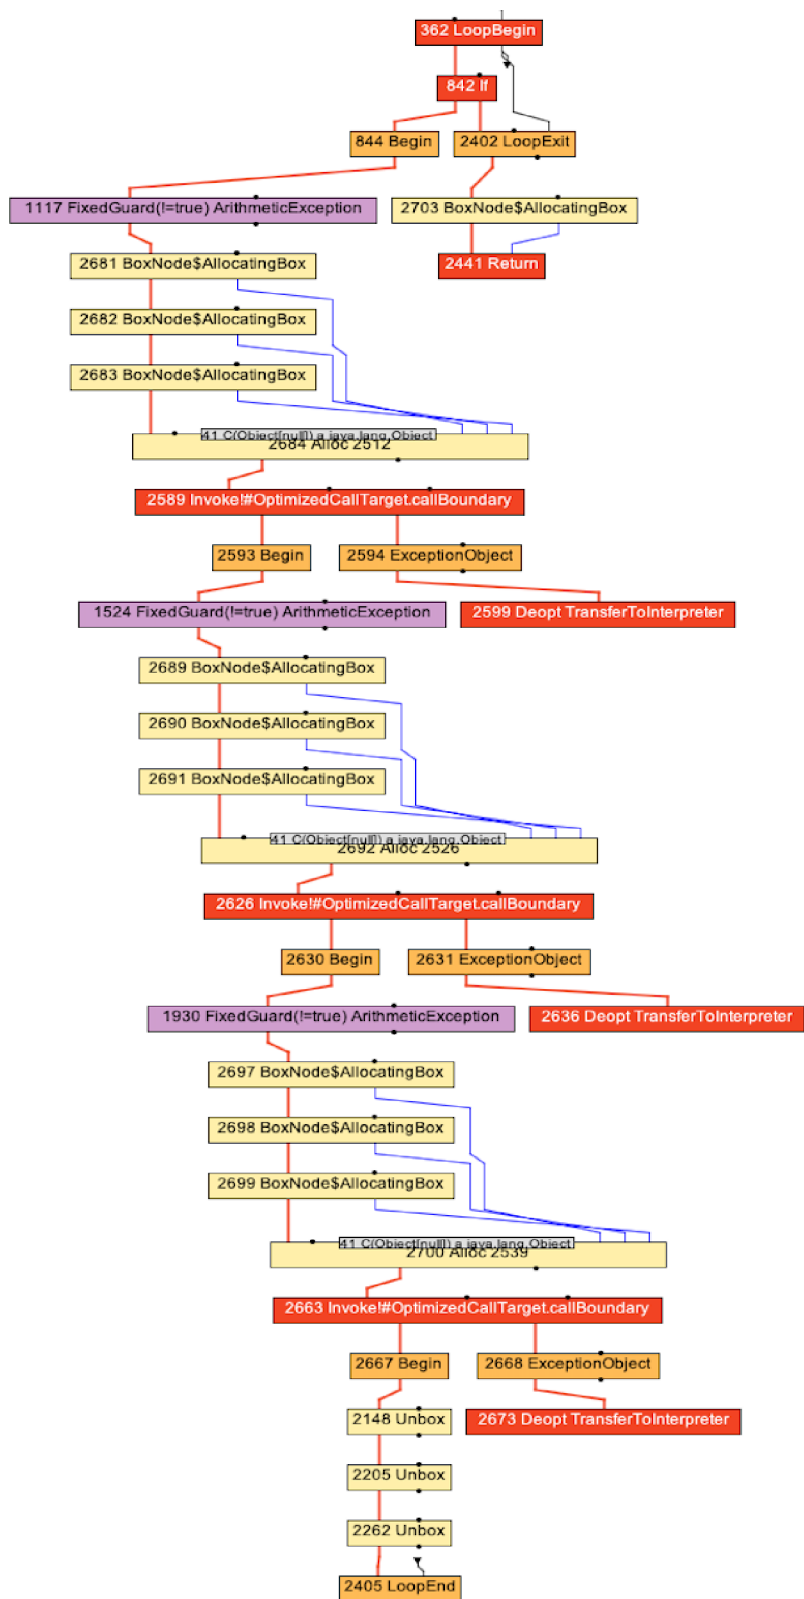 362 LoopBegin
842 If
844 Begin
2402 LoopExit
1117 FixedGuard(!=true) ArithmeticException
2703 BoxNode$AllocatingBox
2681 BoxNode$AllocatingBox
2441 Return
2682 BoxNode$AllocatingBox
2683 BoxNode$AllocatingBox
41 C(Object[null]) a java.lang.Object
2684 Alloc 2512
2589 Invoke!#OptimizedCallTarget.callBoundary
2593 Begin
2594 ExceptionObject
1524 FixedGuard(!=true) ArithmeticException
2599 Deopt TransferToInterpreter
2689 BoxNode$AllocatingBox
2690 BoxNode$AllocatingBox
2691 BoxNode$AllocatingBox
41 C(Object[null]) a java.lang.Object
2692 Alloc 2526
2626 Invoke!#OptimizedCallTarget.callBoundary
2630 Begin
2631 ExceptionObject
1930 FixedGuard(!=true) ArithmeticException
2636 Deopt TransferToInterpreter
2697 BoxNode$AllocatingBox
2698 BoxNode$AllocatingBox
2699 BoxNode$AllocatingBox
41 C(Object[null]) a java.lang.Object
2700 Alloc 2539
2663 Invoke!#OptimizedCallTarget.callBoundary
2667 Begin
2668 ExceptionObject
2148 Unbox
2673 Deopt TransferToInterpreter
2205 Unbox
2262 Unbox
2405 LoopEnd